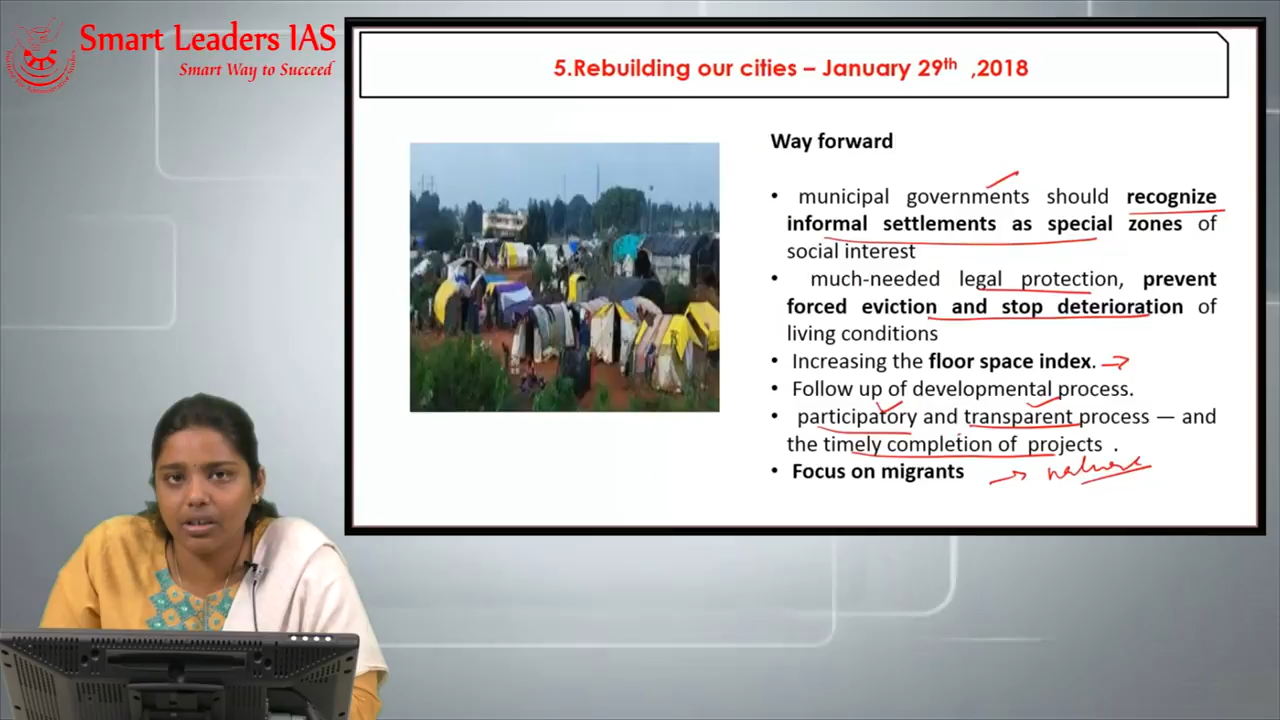 Smart Leaders IAS
Smart Way to Succeed
5.Rebuilding our cities – January 29th ,2018
Way forward
• municipal governments should recognize
informal settlements as special zones of
social interest
• much-needed legal protection, prevent
forced eviction and stop deterioration of
living conditions
• Increasing the floor space index.
• Follow up of developmental process.
• participatory and transparent process — and
the timely completion of projects .
• Focus on migrants